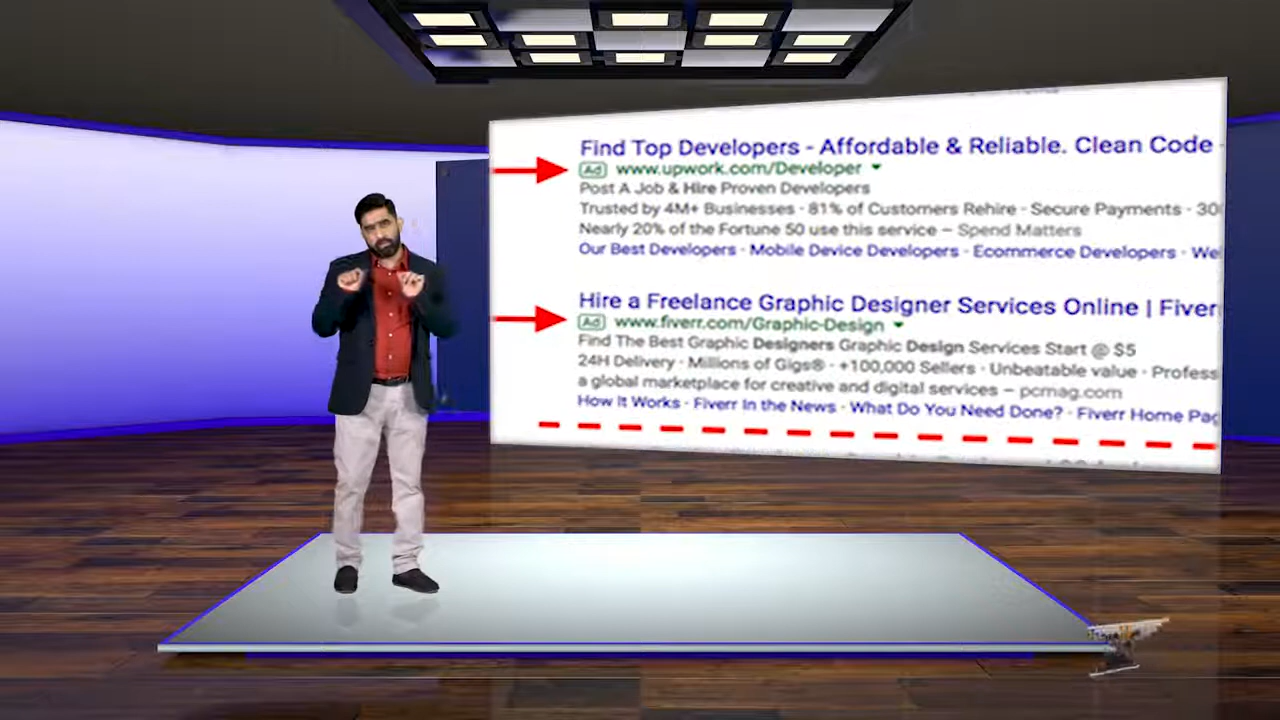 Find Top Developers - Affordable & Reliable. Clean Code -
Ad www.upwork.com/Developer
Post A Job & Hire Proven Developers
Trusted by 4M+ Businesses · 81% of Customers Rehire · Secure Payments · 30
Nearly 20% of the Fortune 50 use this service – Spend Matters
Our Best Developers · Mobile Device Developers · Ecommerce Developers · We
Hire a Freelance Graphic Designer Services Online | Fiver
Ad www.fiverr.com/Graphic-Design
Find The Best Graphic Designers Graphic Design Services Start @ $5
24H Delivery · Millions of Gigs® · +100,000 Sellers · Unbeatable value · Profess
a global marketplace for creative and digital services – pcmag.com
How It Works · Fiverr In the News · What Do You Need Done? · Fiverr Home Pag